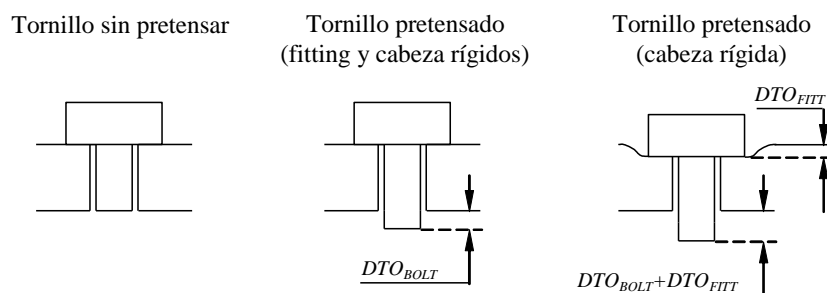 Tornillo sin pretensar
Tornillo pretensado
(fitting y cabeza rígidos)
Tornillo pretensado
(cabeza rígida)
DTO_FITT
DTO_BOLT
DTO_BOLT+DTO_FITT